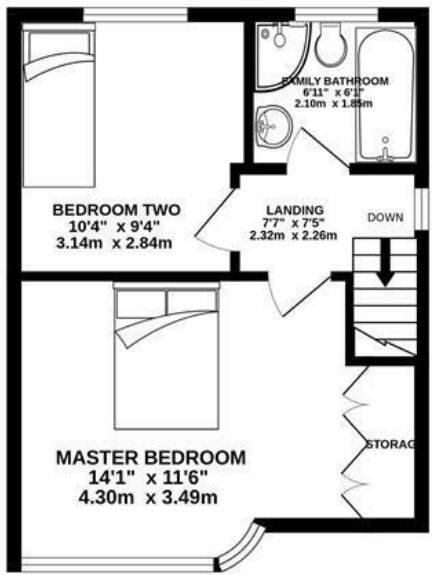 FAMILY BATHROOM
6'11" x 6'1"
2.10m x 1.85m
BEDROOM TWO
10'4" x 9'4"
3.14m x 2.84m
LANDING
7'7" x 7'5"
2.32m x 2.26m
DOWN
MASTER BEDROOM
14'1" x 11'6"
4.30m x 3.49m
STORAG